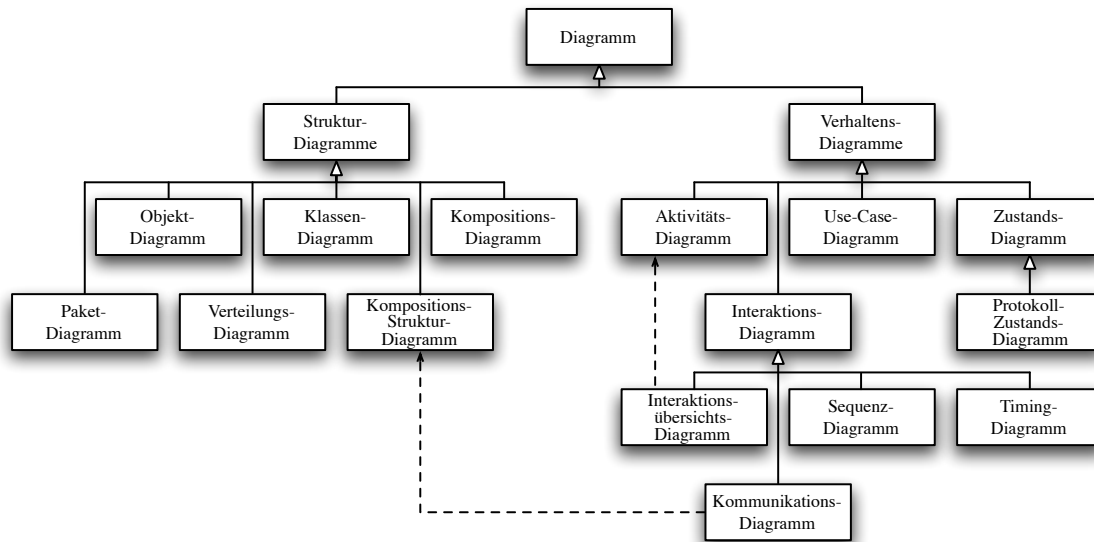 Diagramm
Struktur-
Diagramme
Verhaltens-
Diagramme
Objekt-
Diagramm
Klassen-
Diagramm
Kompositions-
Diagramm
Aktivitäts-
Diagramm
Use-Case-
Diagramm
Zustands-
Diagramm
Paket-
Diagramm
Verteilungs-
Diagramm
Kompositions-
Struktur-
Diagramm
Interaktions-
Diagramm
Protokoll-
Zustands-
Diagramm
Interaktions-
übersichts-
Diagramm
Sequenz-
Diagramm
Timing-
Diagramm
Kommunikations-
Diagramm